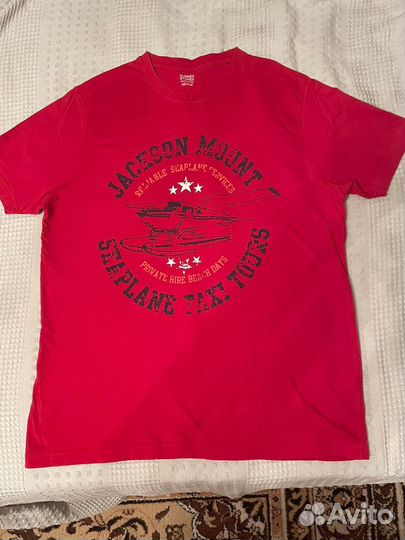 JACKSON MOUNT
RELIABLE SEAPLANE SERVICES
PRIVATE HIRE BEACH DAYS
SEAPLANE TAXI TOURS
Avito